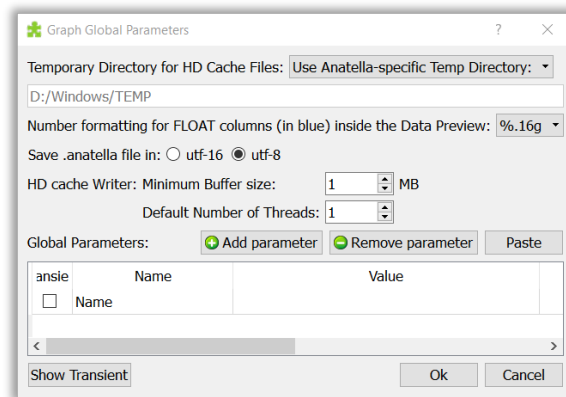 Graph Global Parameters ? ×
Temporary Directory for HD Cache Files: Use Anatella-specific Temp Directory:
D:/Windows/TEMP
Number formatting for FLOAT columns (in blue) inside the Data Preview: %.16g
Save .anatella file in: utf-16 utf-8
HD cache Writer: Minimum Buffer size: 1 MB
Default Number of Threads: 1
Global Parameters: Add parameter Remove parameter Paste
ansie Name Value
Name
Show Transient Ok Cancel